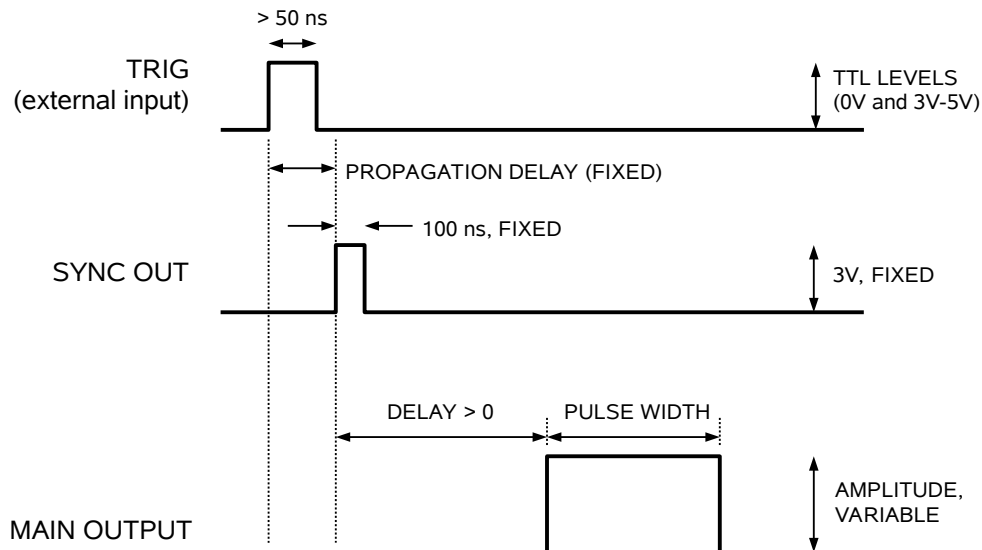 > 50 ns
TRIG
(external input)
TTL LEVELS
(0V and 3V-5V)
PROPAGATION DELAY (FIXED)
100 ns, FIXED
SYNC OUT
3V, FIXED
DELAY > 0
PULSE WIDTH
AMPLITUDE,
VARIABLE
MAIN OUTPUT